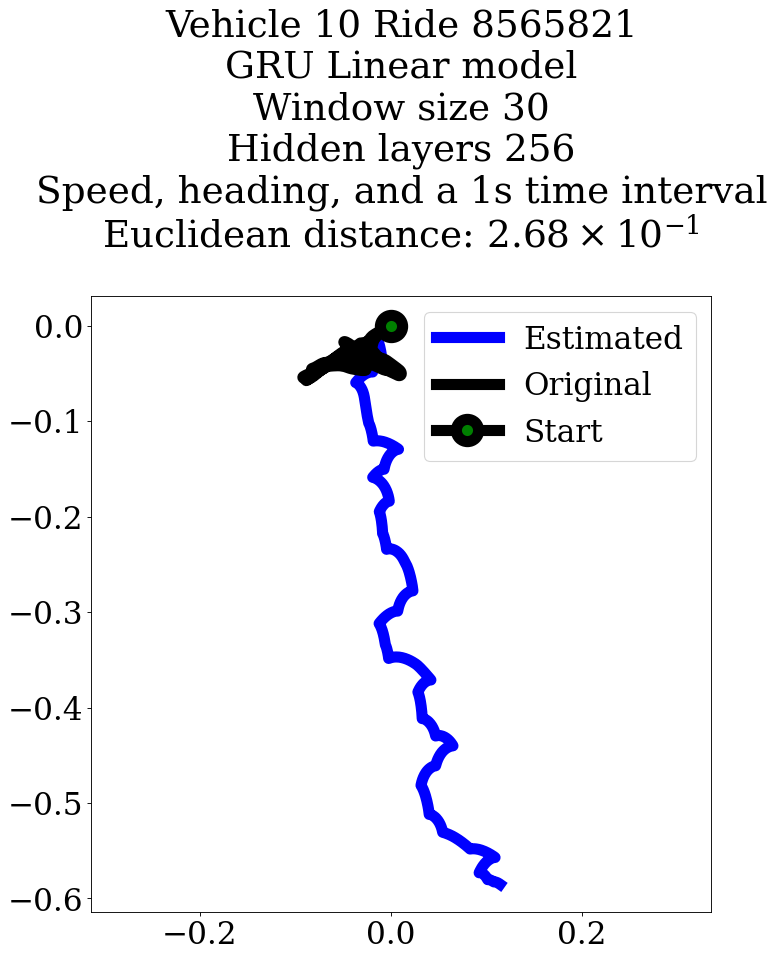 Vehicle 10 Ride 8565821
GRU Linear model
Window size 30
Hidden layers 256
Speed, heading, and a 1s time interval
Euclidean distance: 2.68 × 10⁻¹
Estimated
Original
Start
0.0
−0.1
−0.2
−0.3
−0.4
−0.5
−0.6
−0.2 0.0 0.2